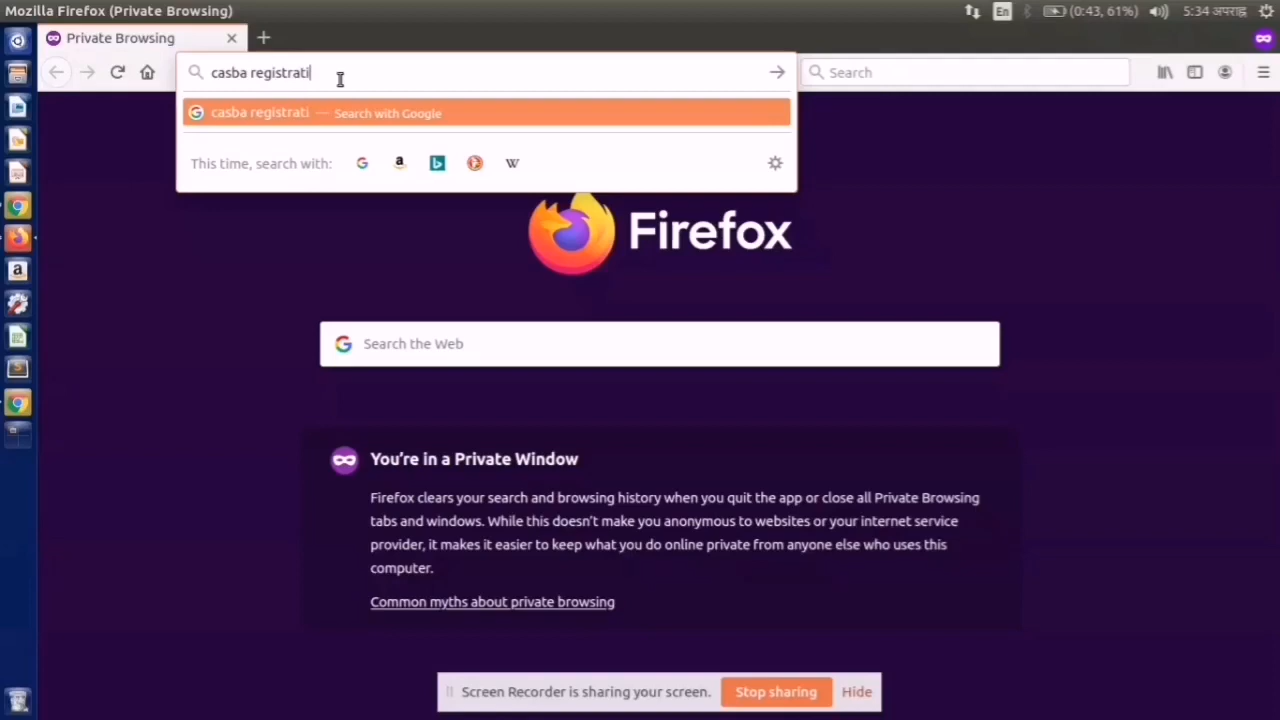 Mozilla Firefox (Private Browsing)
En
(0:43, 61%)
5:34 अपराह्न
Private Browsing
casba registrati
Search
casba registrati — Search with Google
This time, search with:
Firefox
Search the Web
You're in a Private Window
Firefox clears your search and browsing history when you quit the app or close all Private Browsing
tabs and windows. While this doesn't make you anonymous to websites or your internet service
provider, it makes it easier to keep what you do online private from anyone else who uses this
computer.
Common myths about private browsing
Screen Recorder is sharing your screen.
Stop sharing
Hide